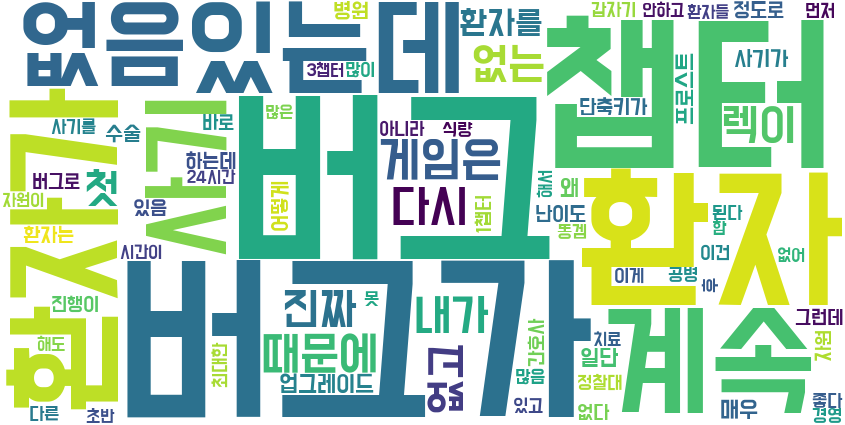 없음
있는데
병원
환자를
없는
3챕터
많이
갑자기
안하고
환자들
정도로
먼저
챕터
사기가
프로스트
단축키가
렉이
환자가
사기
사기를
수술
바로
많은
버그
아니라
식량
게임은
하는데
24시간
버그로
첫
자원이
있음
다시
어떻게
1챕터
해서
왜
난이도
똥겜
환자
된다
함
이건
없어
이게
공병
아
환자는
시간이
진행이
해도
버그가
진짜
못
내가
때문에
최대한
업그레이드
고봅
간호사
많음
있고
계속
치료
일단
정찰대
없다
그런데
자원
매우
좋다
경영
다른
초반